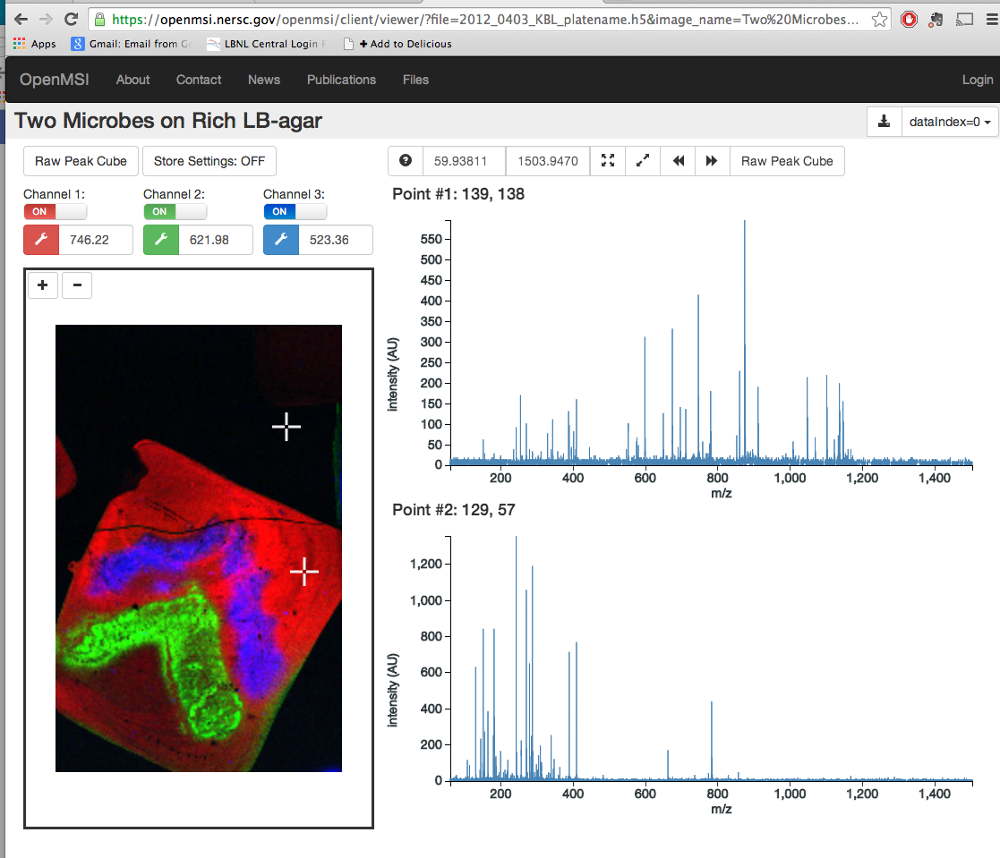 https://openmsi.nersc.gov/openmsi/client/viewer/?file=2012_0403_KBL_platename.h5&image_name=Two%20Microbes...
Apps Gmail: Email from G LBNL Central Login + Add to Delicious
OpenMSI About Contact News Publications Files Login
Two Microbes on Rich LB-agar dataIndex=0
Raw Peak Cube Store Settings: OFF ? 59.93811 1503.9470 Raw Peak Cube
Channel 1: Channel 2: Channel 3:
ON ON ON
746.22 621.98 523.36
+ -
Point #1: 139, 138
550
500
450
400
350
300
250
200
150
100
50
0
intensity (AU)
200 400 600 800 1,000 1,200 1,400
m/z
Point #2: 129, 57
1,200
1,000
800
600
400
200
0
intensity (AU)
200 400 600 800 1,000 1,200 1,400
m/z